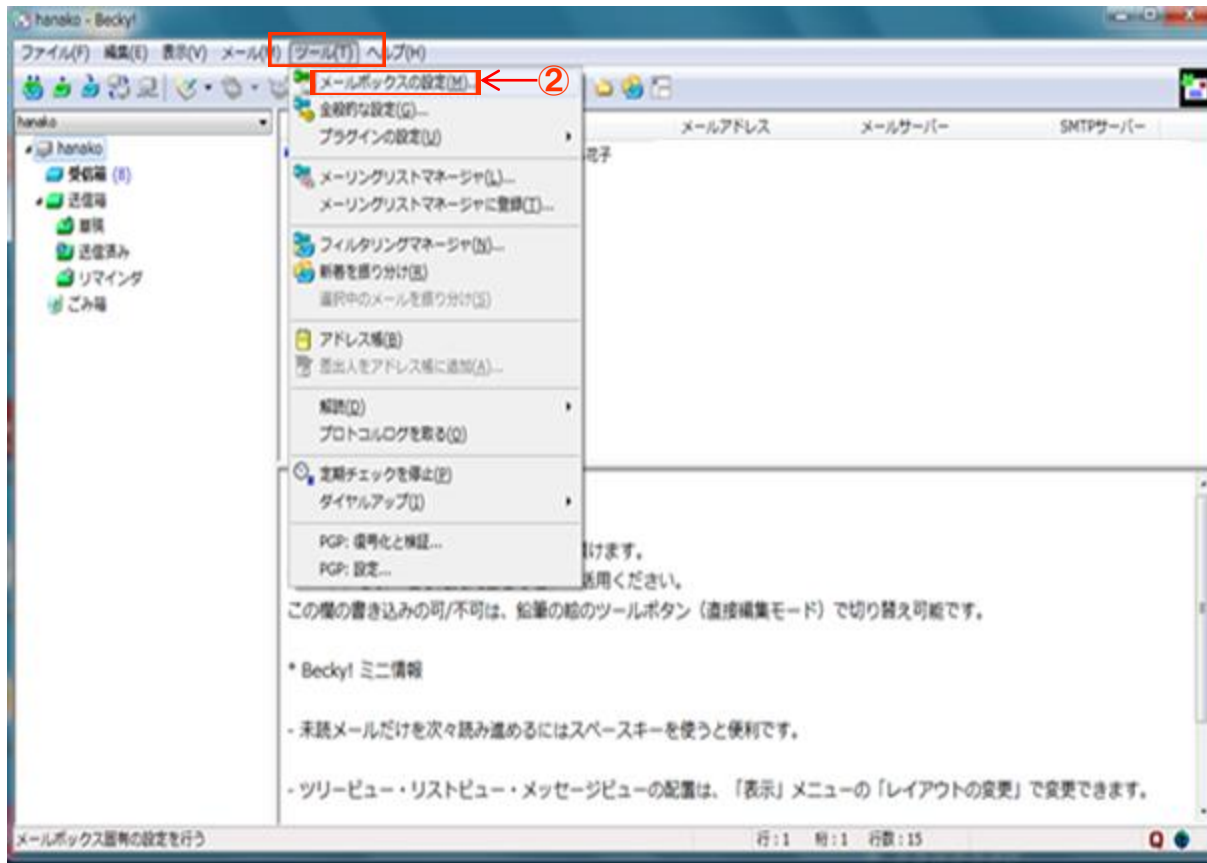 hanako - Becky!
ファイル(F) 編集(E) 表示(V) メール(M) ツール(T) ヘルプ(H)
メールボックスの設定(M)... ②
全般的な設定(G)...
プラグインの設定(U)
メーリングリストマネージャ(L)...
メーリングリストマネージャに登録(T)...
フィルタリングマネージャ(N)...
新着を振り分け(R)
選択中のメールを振り分け(S)
アドレス帳(B)
差出人をアドレス帳に追加(A)...
解読(D)
プロトコルログを取る(O)
定期チェックを停止(P)
ダイヤルアップ(I)
PGP: 復号化と検証...
PGP: 設定...
hanako
hanako
受信箱 (8)
送信箱
草稿
送信済み
リマインダ
ごみ箱
メールアドレス メールサーバー SMTPサーバー
花子
けます。
活用ください。
この欄の書き込みの可/不可は、鉛筆の絵のツールボタン（直接編集モード）で切り替え可能です。
* Becky! ミニ情報
- 未読メールだけを次々読み進めるにはスペースキーを使うと便利です。
- ツリービュー・リストビュー・メッセージビューの配置は、「表示」メニューの「レイアウトの変更」で変更できます。
メールボックス固有の設定を行う 行:1 桁:1 行数:15